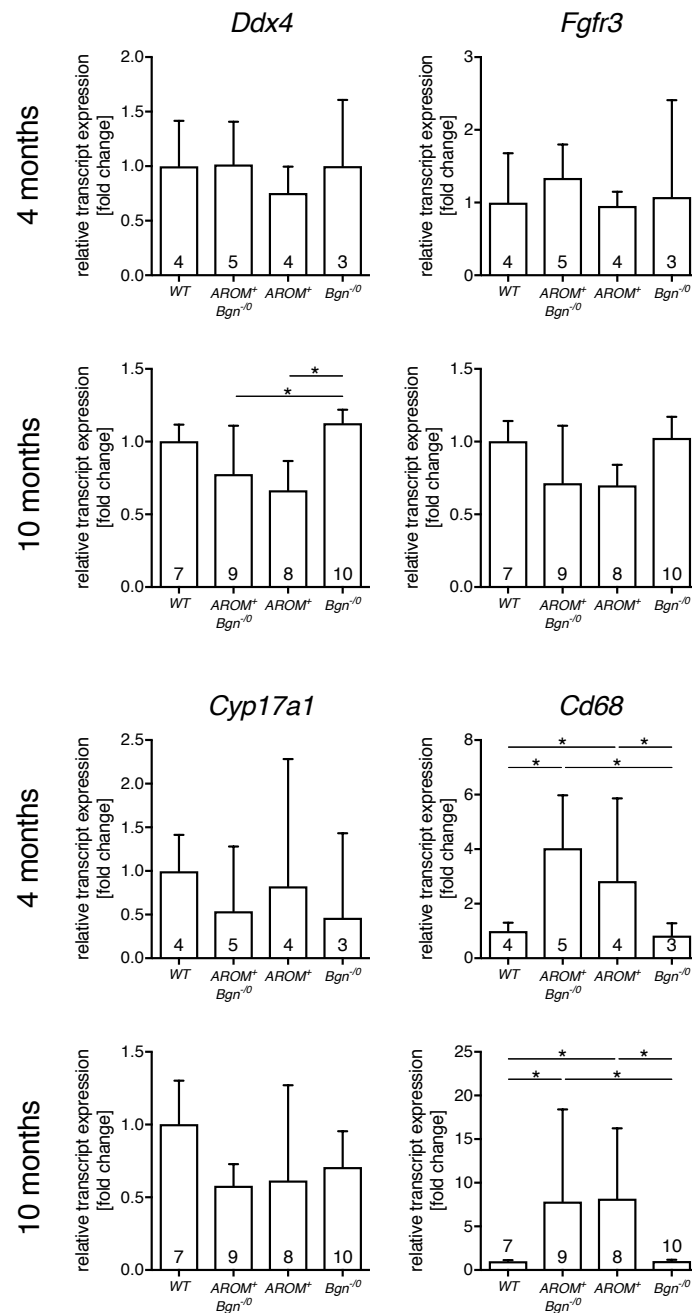 Ddx4
Fgfr3
4 months
relative transcript expression
[fold change]
2.0
1.5
1.0
0.5
0.0
4
5
4
3
WT
AROM+
Bgn-/0
AROM+
Bgn-/0
relative transcript expression
[fold change]
3
2
1
0
4
5
4
3
WT
AROM+
Bgn-/0
AROM+
Bgn-/0
10 months
relative transcript expression
[fold change]
1.5
1.0
0.5
0.0
*
*
7
9
8
10
WT
AROM+
Bgn-/0
AROM+
Bgn-/0
relative transcript expression
[fold change]
1.5
1.0
0.5
0.0
7
9
8
10
WT
AROM+
Bgn-/0
AROM+
Bgn-/0
Cyp17a1
Cd68
4 months
relative transcript expression
[fold change]
2.5
2.0
1.5
1.0
0.5
0.0
4
5
4
3
WT
AROM+
Bgn-/0
AROM+
Bgn-/0
relative transcript expression
[fold change]
8
6
4
2
0
* *
* *
4
5
4
3
WT
AROM+
Bgn-/0
AROM+
Bgn-/0
10 months
relative transcript expression
[fold change]
1.5
1.0
0.5
0.0
7
9
8
10
WT
AROM+
Bgn-/0
AROM+
Bgn-/0
relative transcript expression
[fold change]
25
20
15
10
5
0
* *
* *
7
9
8
10
WT
AROM+
Bgn-/0
AROM+
Bgn-/0